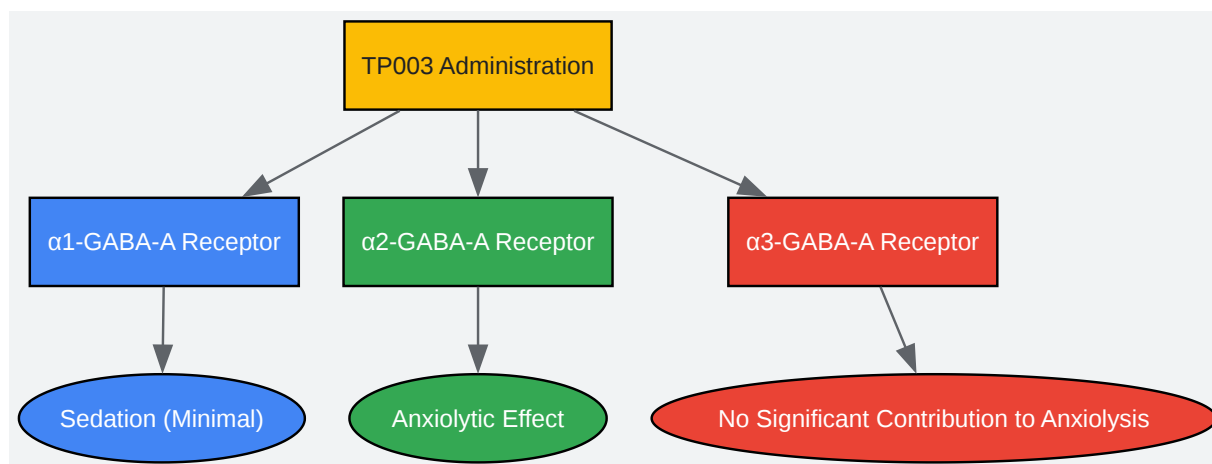 TP003 Administration
α1-GABA-A Receptor
α2-GABA-A Receptor
α3-GABA-A Receptor
Sedation (Minimal)
Anxiolytic Effect
No Significant Contribution to Anxiolysis